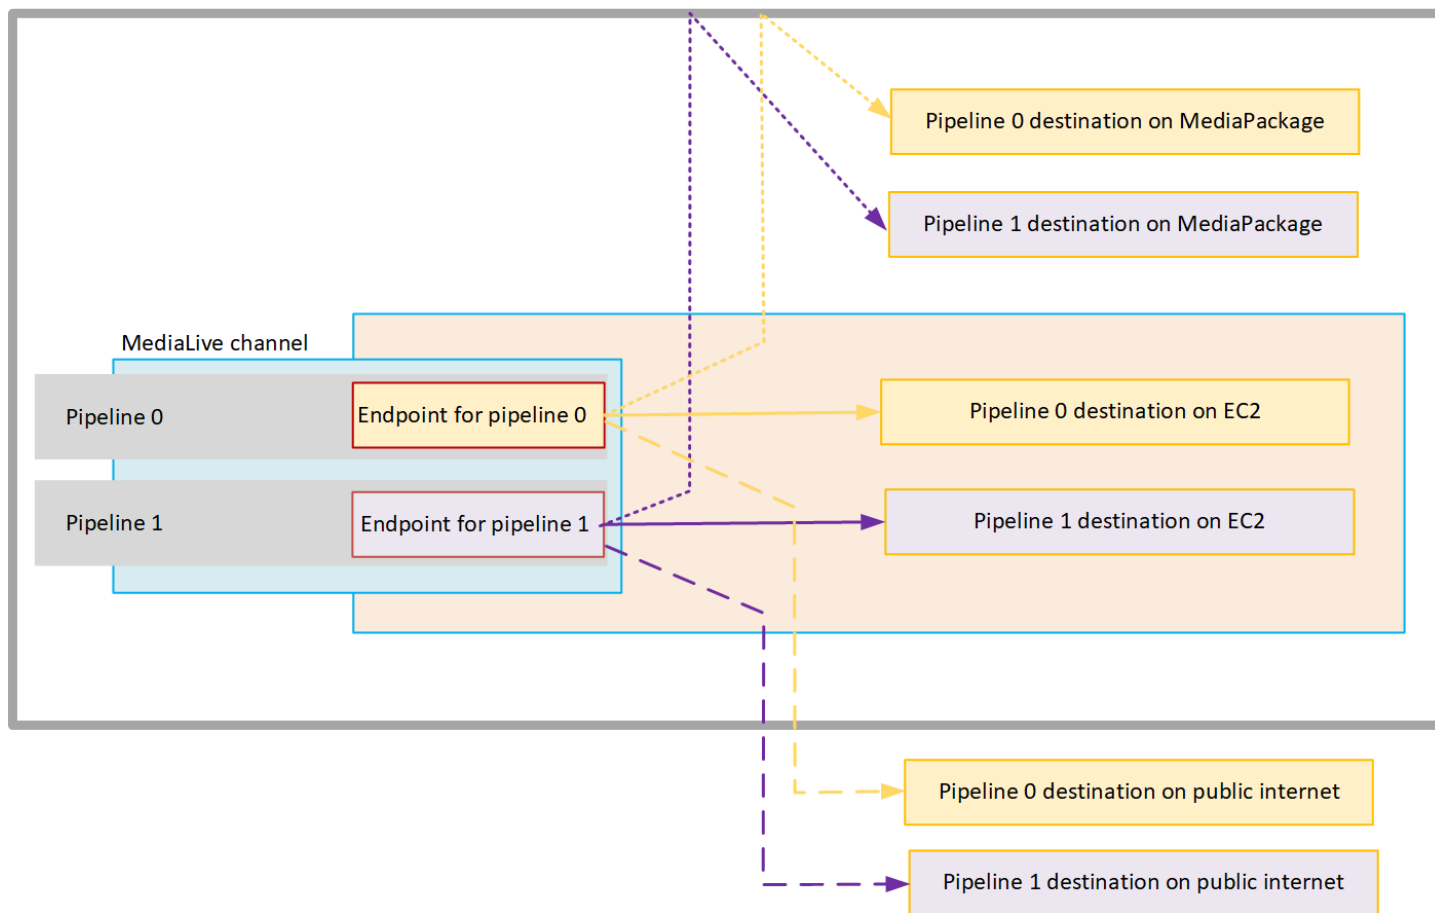 Pipeline 0 destination on MediaPackage
Pipeline 1 destination on MediaPackage
MediaLive channel
Pipeline 0
Endpoint for pipeline 0
Pipeline 0 destination on EC2
Pipeline 1
Endpoint for pipeline 1
Pipeline 1 destination on EC2
Pipeline 0 destination on public internet
Pipeline 1 destination on public internet